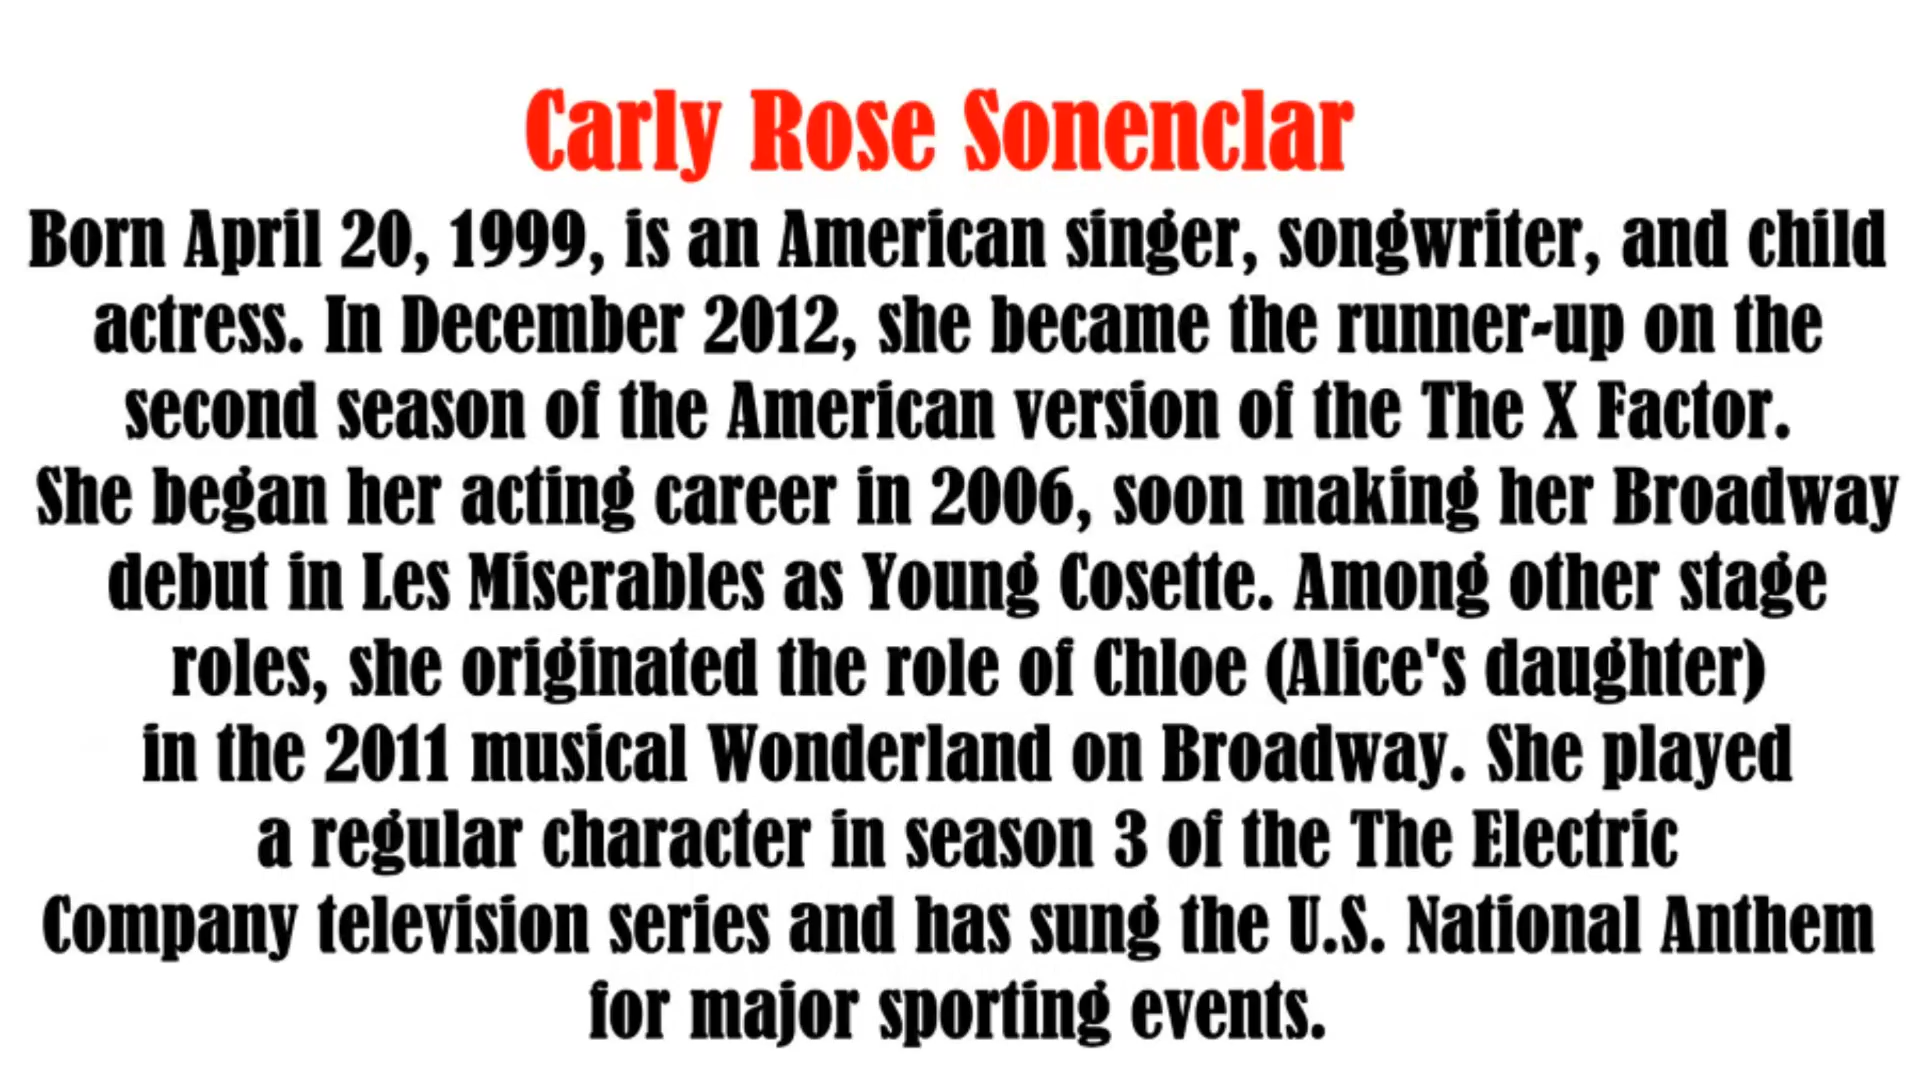 Carly Rose Sonenclar
Born April 20, 1999, is an American singer, songwriter, and child
actress. In December 2012, she became the runner-up on the
second season of the American version of the The X Factor.
She began her acting career in 2006, soon making her Broadway
debut in Les Miserables as Young Cosette. Among other stage
roles, she originated the role of Chloe (Alice's daughter)
in the 2011 musical Wonderland on Broadway. She played
a regular character in season 3 of the The Electric
Company television series and has sung the U.S. National Anthem
for major sporting events.